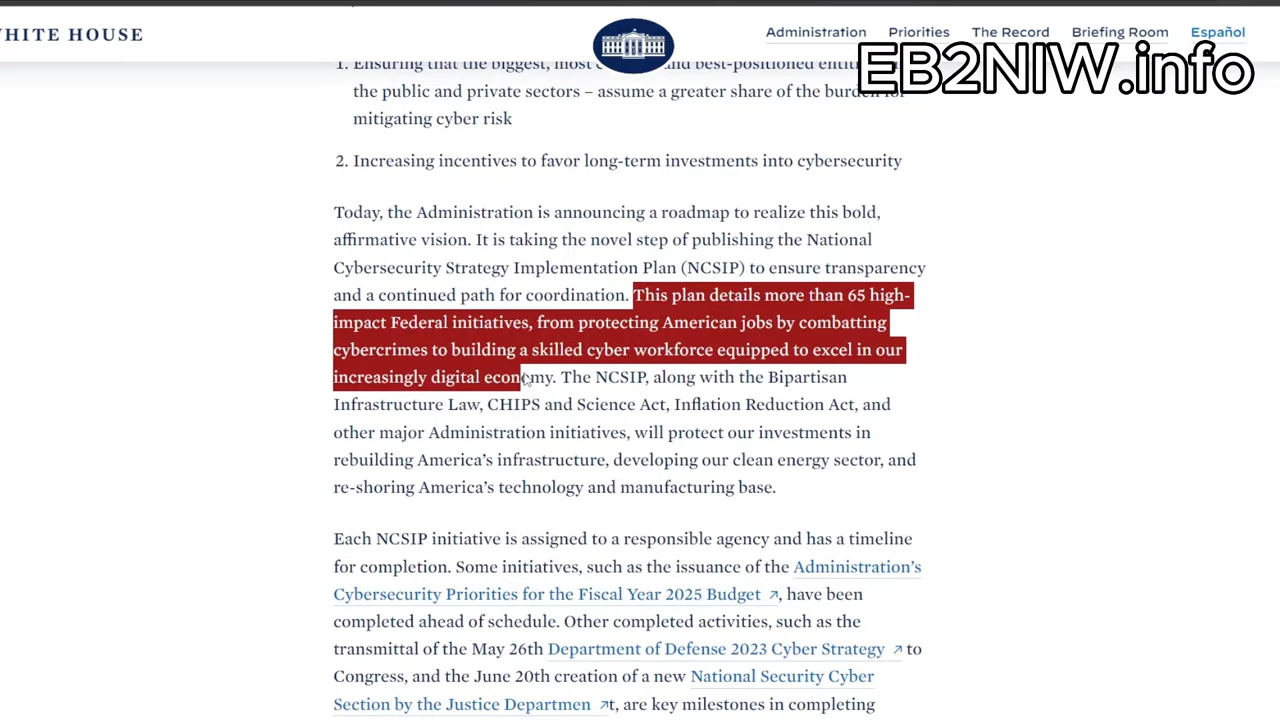 WHITE HOUSE
Administration Priorities The Record Briefing Room Español
EB2NIW.info
1. Ensuring that the biggest, most and best-positioned
the public and private sectors – assume a greater share of the burden for
mitigating cyber risk
2. Increasing incentives to favor long-term investments into cybersecurity
Today, the Administration is announcing a roadmap to realize this bold,
affirmative vision. It is taking the novel step of publishing the National
Cybersecurity Strategy Implementation Plan (NCSIP) to ensure transparency
and a continued path for coordination. This plan details more than 65 high-
impact Federal initiatives, from protecting American jobs by combatting
cybercrimes to building a skilled cyber workforce equipped to excel in our
increasingly digital economy. The NCSIP, along with the Bipartisan
Infrastructure Law, CHIPS and Science Act, Inflation Reduction Act, and
other major Administration initiatives, will protect our investments in
rebuilding America’s infrastructure, developing our clean energy sector, and
re-shoring America’s technology and manufacturing base.
Each NCSIP initiative is assigned to a responsible agency and has a timeline
for completion. Some initiatives, such as the issuance of the Administration’s
Cybersecurity Priorities for the Fiscal Year 2025 Budget ↗, have been
completed ahead of schedule. Other completed activities, such as the
transmittal of the May 26th Department of Defense 2023 Cyber Strategy ↗ to
Congress, and the June 20th creation of a new National Security Cyber
Section by the Justice Departmen ↗t, are key milestones in completing